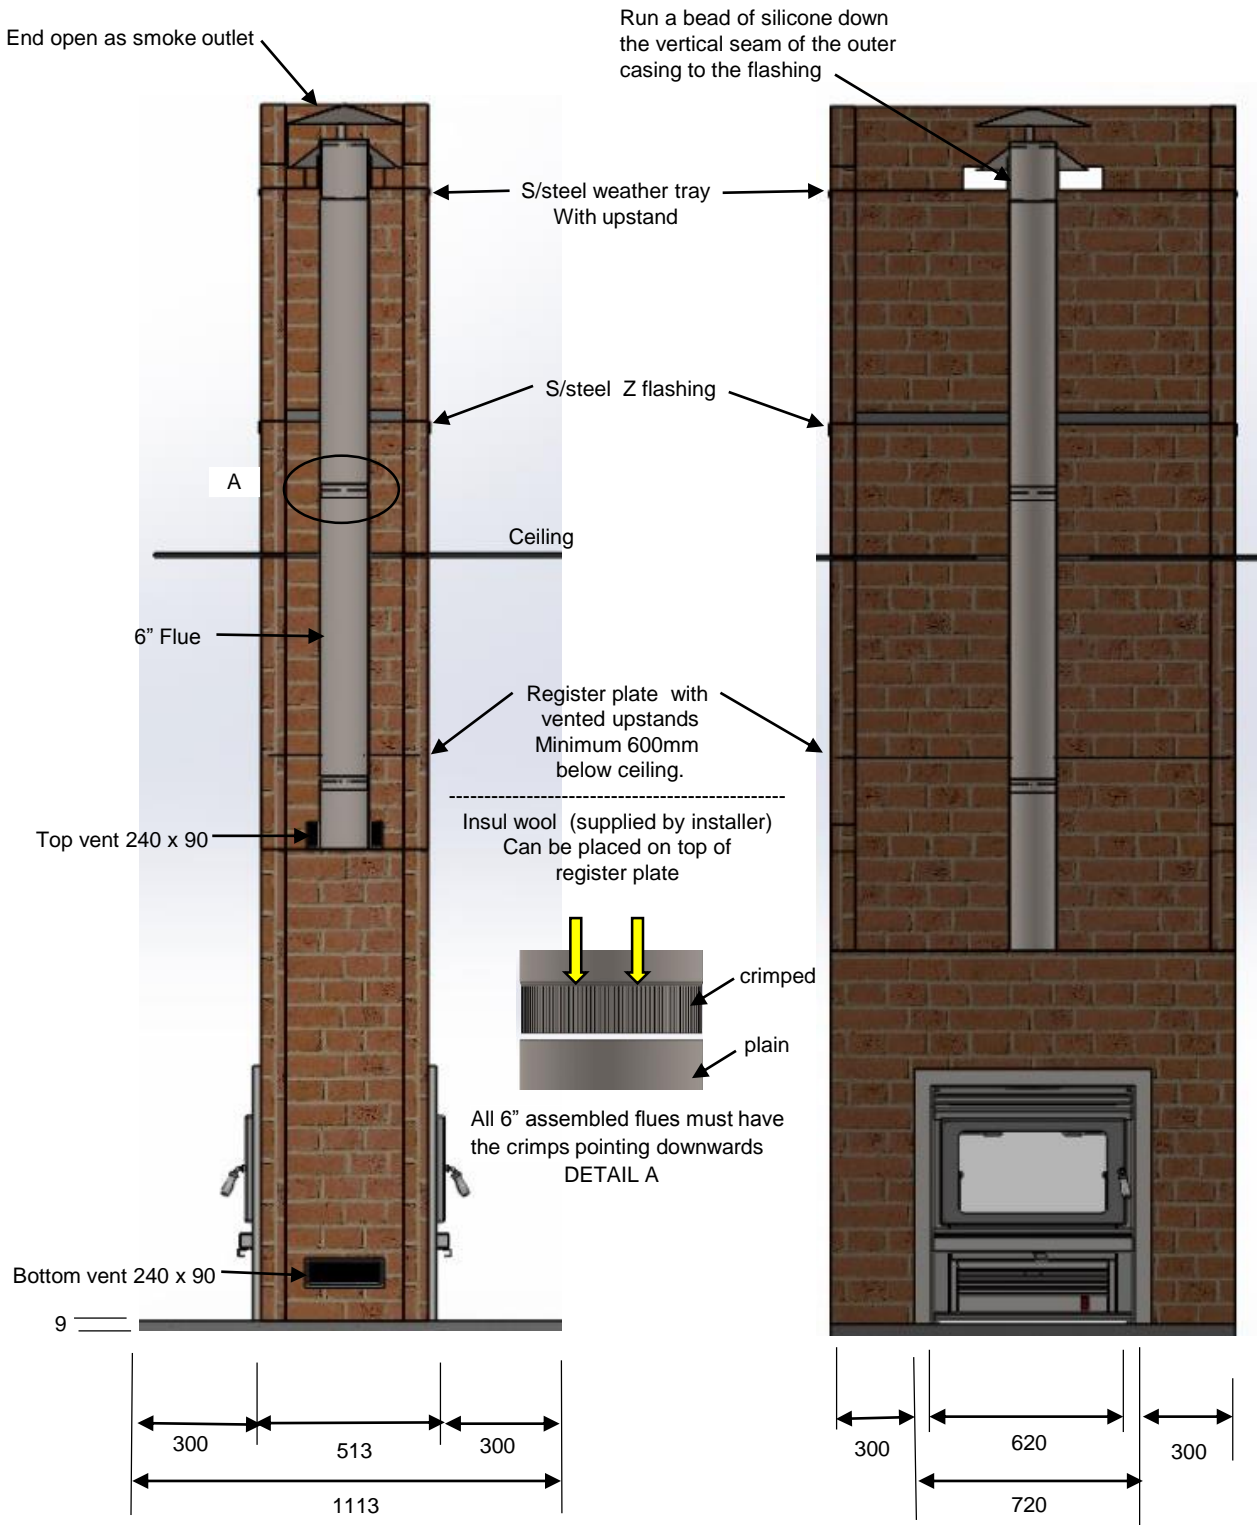 End open as smoke outlet
Run a bead of silicone down
the vertical seam of the outer
casing to the flashing
S/steel weather tray
With upstand
S/steel Z flashing
A
Ceiling
6” Flue
Register plate with
vented upstands
Minimum 600mm
below ceiling.
Top vent 240 x 90
Insul wool (supplied by installer)
Can be placed on top of
register plate
crimped
plain
All 6” assembled flues must have
the crimps pointing downwards
DETAIL A
Bottom vent 240 x 90
9
300
513
300
1113
300
620
300
720